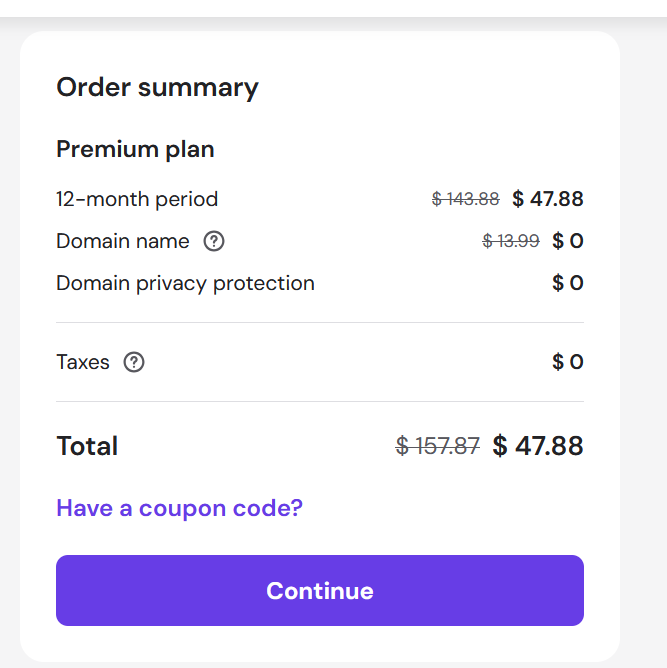 Order summary
Premium plan
12-month period $ 143.88 $ 47.88
Domain name ? $ 13.99 $ 0
Domain privacy protection $ 0
Taxes ? $ 0
Total $ 157.87 $ 47.88
Have a coupon code?
Continue